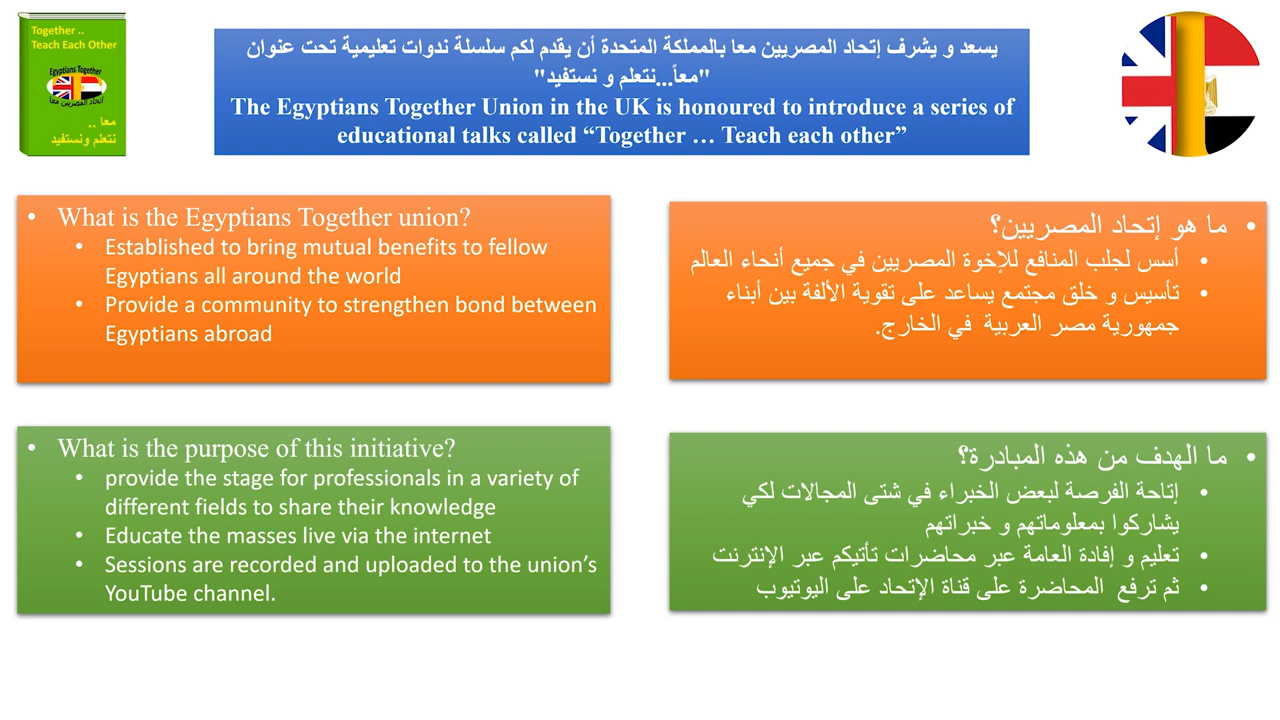 Together ..
Teach Each Other
Egyptians Together
اتحاد المصريين معا
معا ..
نتعلم ونستفيد
يسعد و يشرف إتحاد المصريين معا بالمملكة المتحدة أن يقدم لكم سلسلة ندوات تعليمية تحت عنوان
"معاً...نتعلم و نستفيد"
The Egyptians Together Union in the UK is honoured to introduce a series of
educational talks called “Together … Teach each other”
• What is the Egyptians Together union?
• Established to bring mutual benefits to fellow
Egyptians all around the world
• Provide a community to strengthen bond between
Egyptians abroad
• ما هو إتحاد المصريين؟
• أسس لجلب المنافع للإخوة المصريين في جميع أنحاء العالم
• تأسيس و خلق مجتمع يساعد على تقوية الألفة بين أبناء
جمهورية مصر العربية في الخارج.
• What is the purpose of this initiative?
• provide the stage for professionals in a variety of
different fields to share their knowledge
• Educate the masses live via the internet
• Sessions are recorded and uploaded to the union’s
YouTube channel.
• ما الهدف من هذه المبادرة؟
• إتاحة الفرصة لبعض الخبراء في شتى المجالات لكي
يشاركوا بمعلوماتهم و خبراتهم
• تعليم و إفادة العامة عبر محاضرات تأتيكم عبر الإنترنت
• ثم ترفع المحاضرة على قناة الإتحاد على اليوتيوب